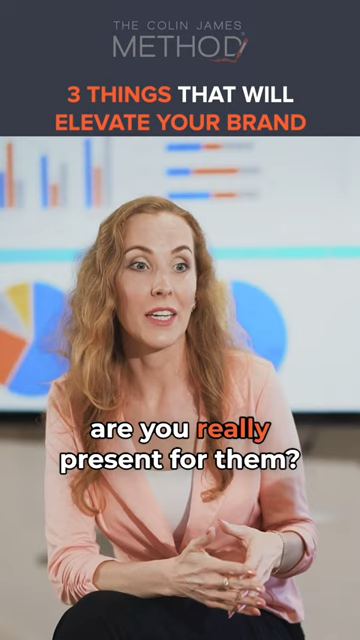 THE COLIN JAMES
METHOD
3 THINGS THAT WILL
ELEVATE YOUR BRAND
are you really
present for them?